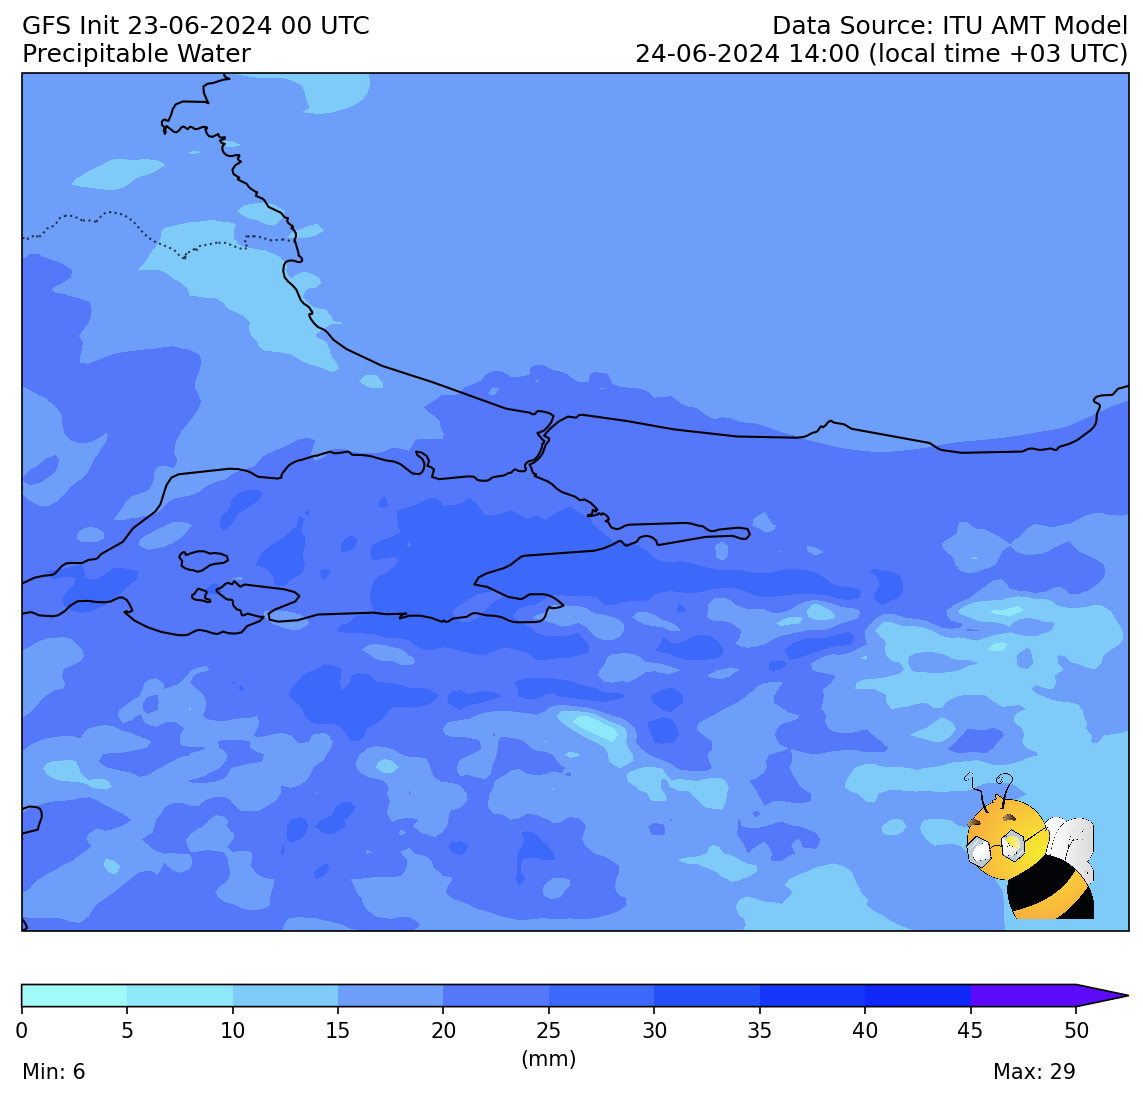 GFS Init 23-06-2024 00 UTC
Data Source: ITU AMT Model
Precipitable Water
24-06-2024 14:00 (local time +03 UTC)
0 5 10 15 20 25 30 35 40 45 50
(mm)
Min: 6
Max: 29